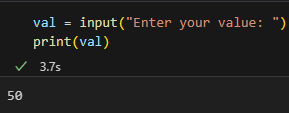 val = input("Enter your value: ")
print(val)
✓ 3.7s
50